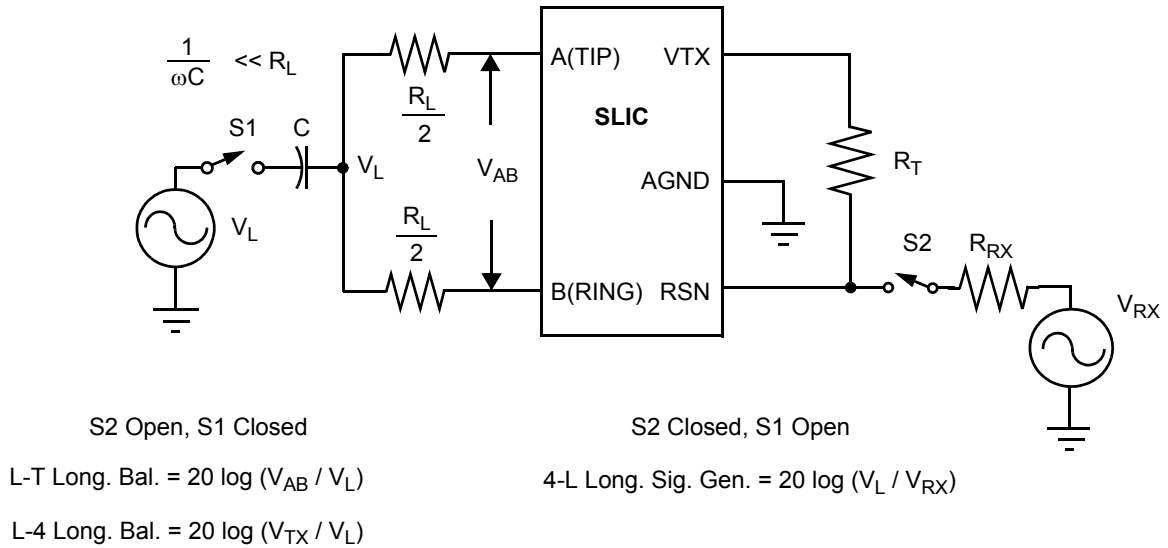 1
ωC
<< R_L
S1
C
V_L
V_L
R_L
2
R_L
2
V_AB
A(TIP)
VTX
SLIC
AGND
B(RING)
RSN
R_T
S2
R_RX
V_RX
S2 Open, S1 Closed
L-T Long. Bal. = 20 log (V_AB / V_L)
L-4 Long. Bal. = 20 log (V_TX / V_L)
S2 Closed, S1 Open
4-L Long. Sig. Gen. = 20 log (V_L / V_RX)